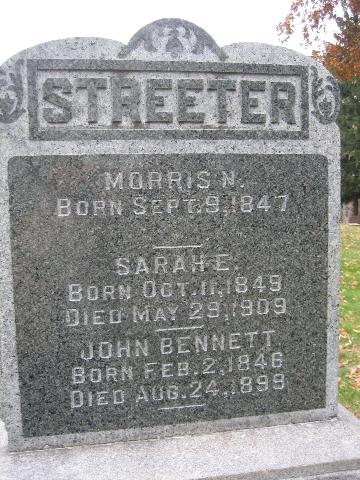 STREETER
MORRIS N.
BORN SEPT. 9, 1847
SARAH E.
BORN OCT. 11, 1849
DIED MAY 29, 1909
JOHN BENNETT
BORN FEB. 2, 1846
DIED AUG. 24, 1899